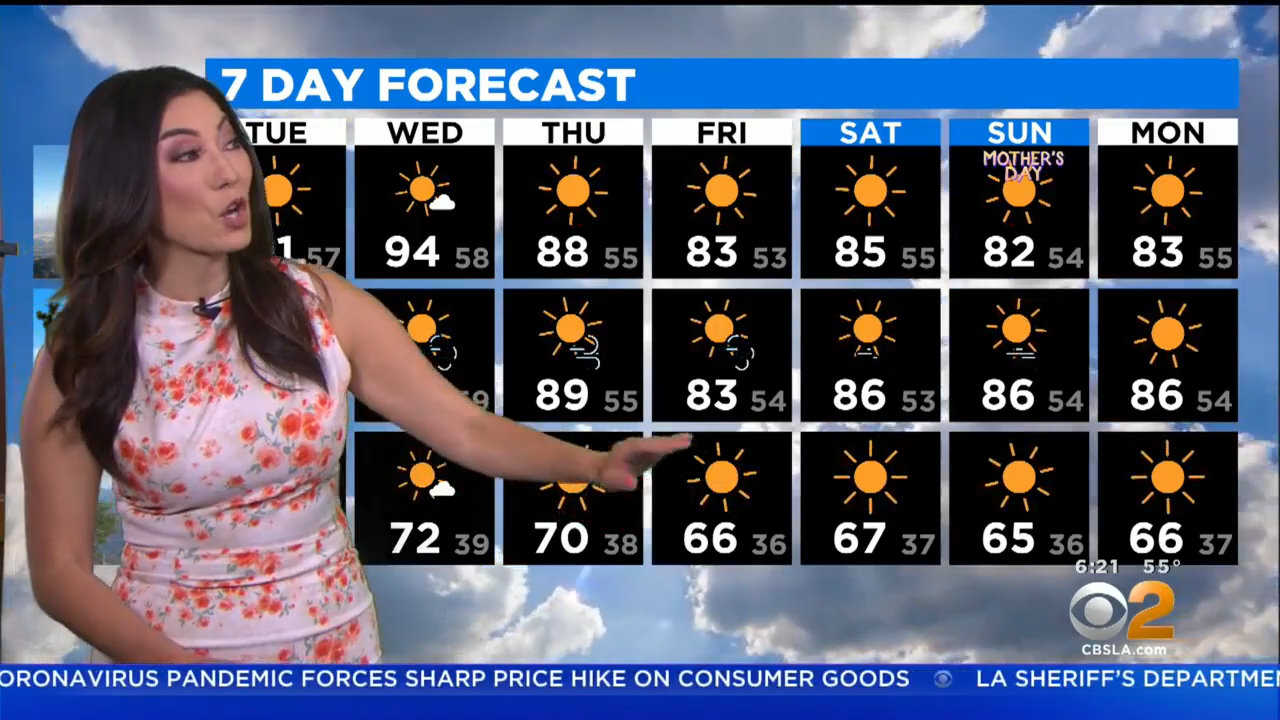 7 DAY FORECAST
TUE WED THU FRI SAT SUN MON
MOTHER'S
DAY
57 94 58 88 55 83 53 85 55 82 54 83 55
89 55 83 54 86 53 86 54 86 54
72 39 70 38 66 36 67 37 65 36 66 37
6:21 55°
CBS 2
CBSLA.com
ORONAVIRUS PANDEMIC FORCES SHARP PRICE HIKE ON CONSUMER GOODS LA SHERIFF'S DEPARTME